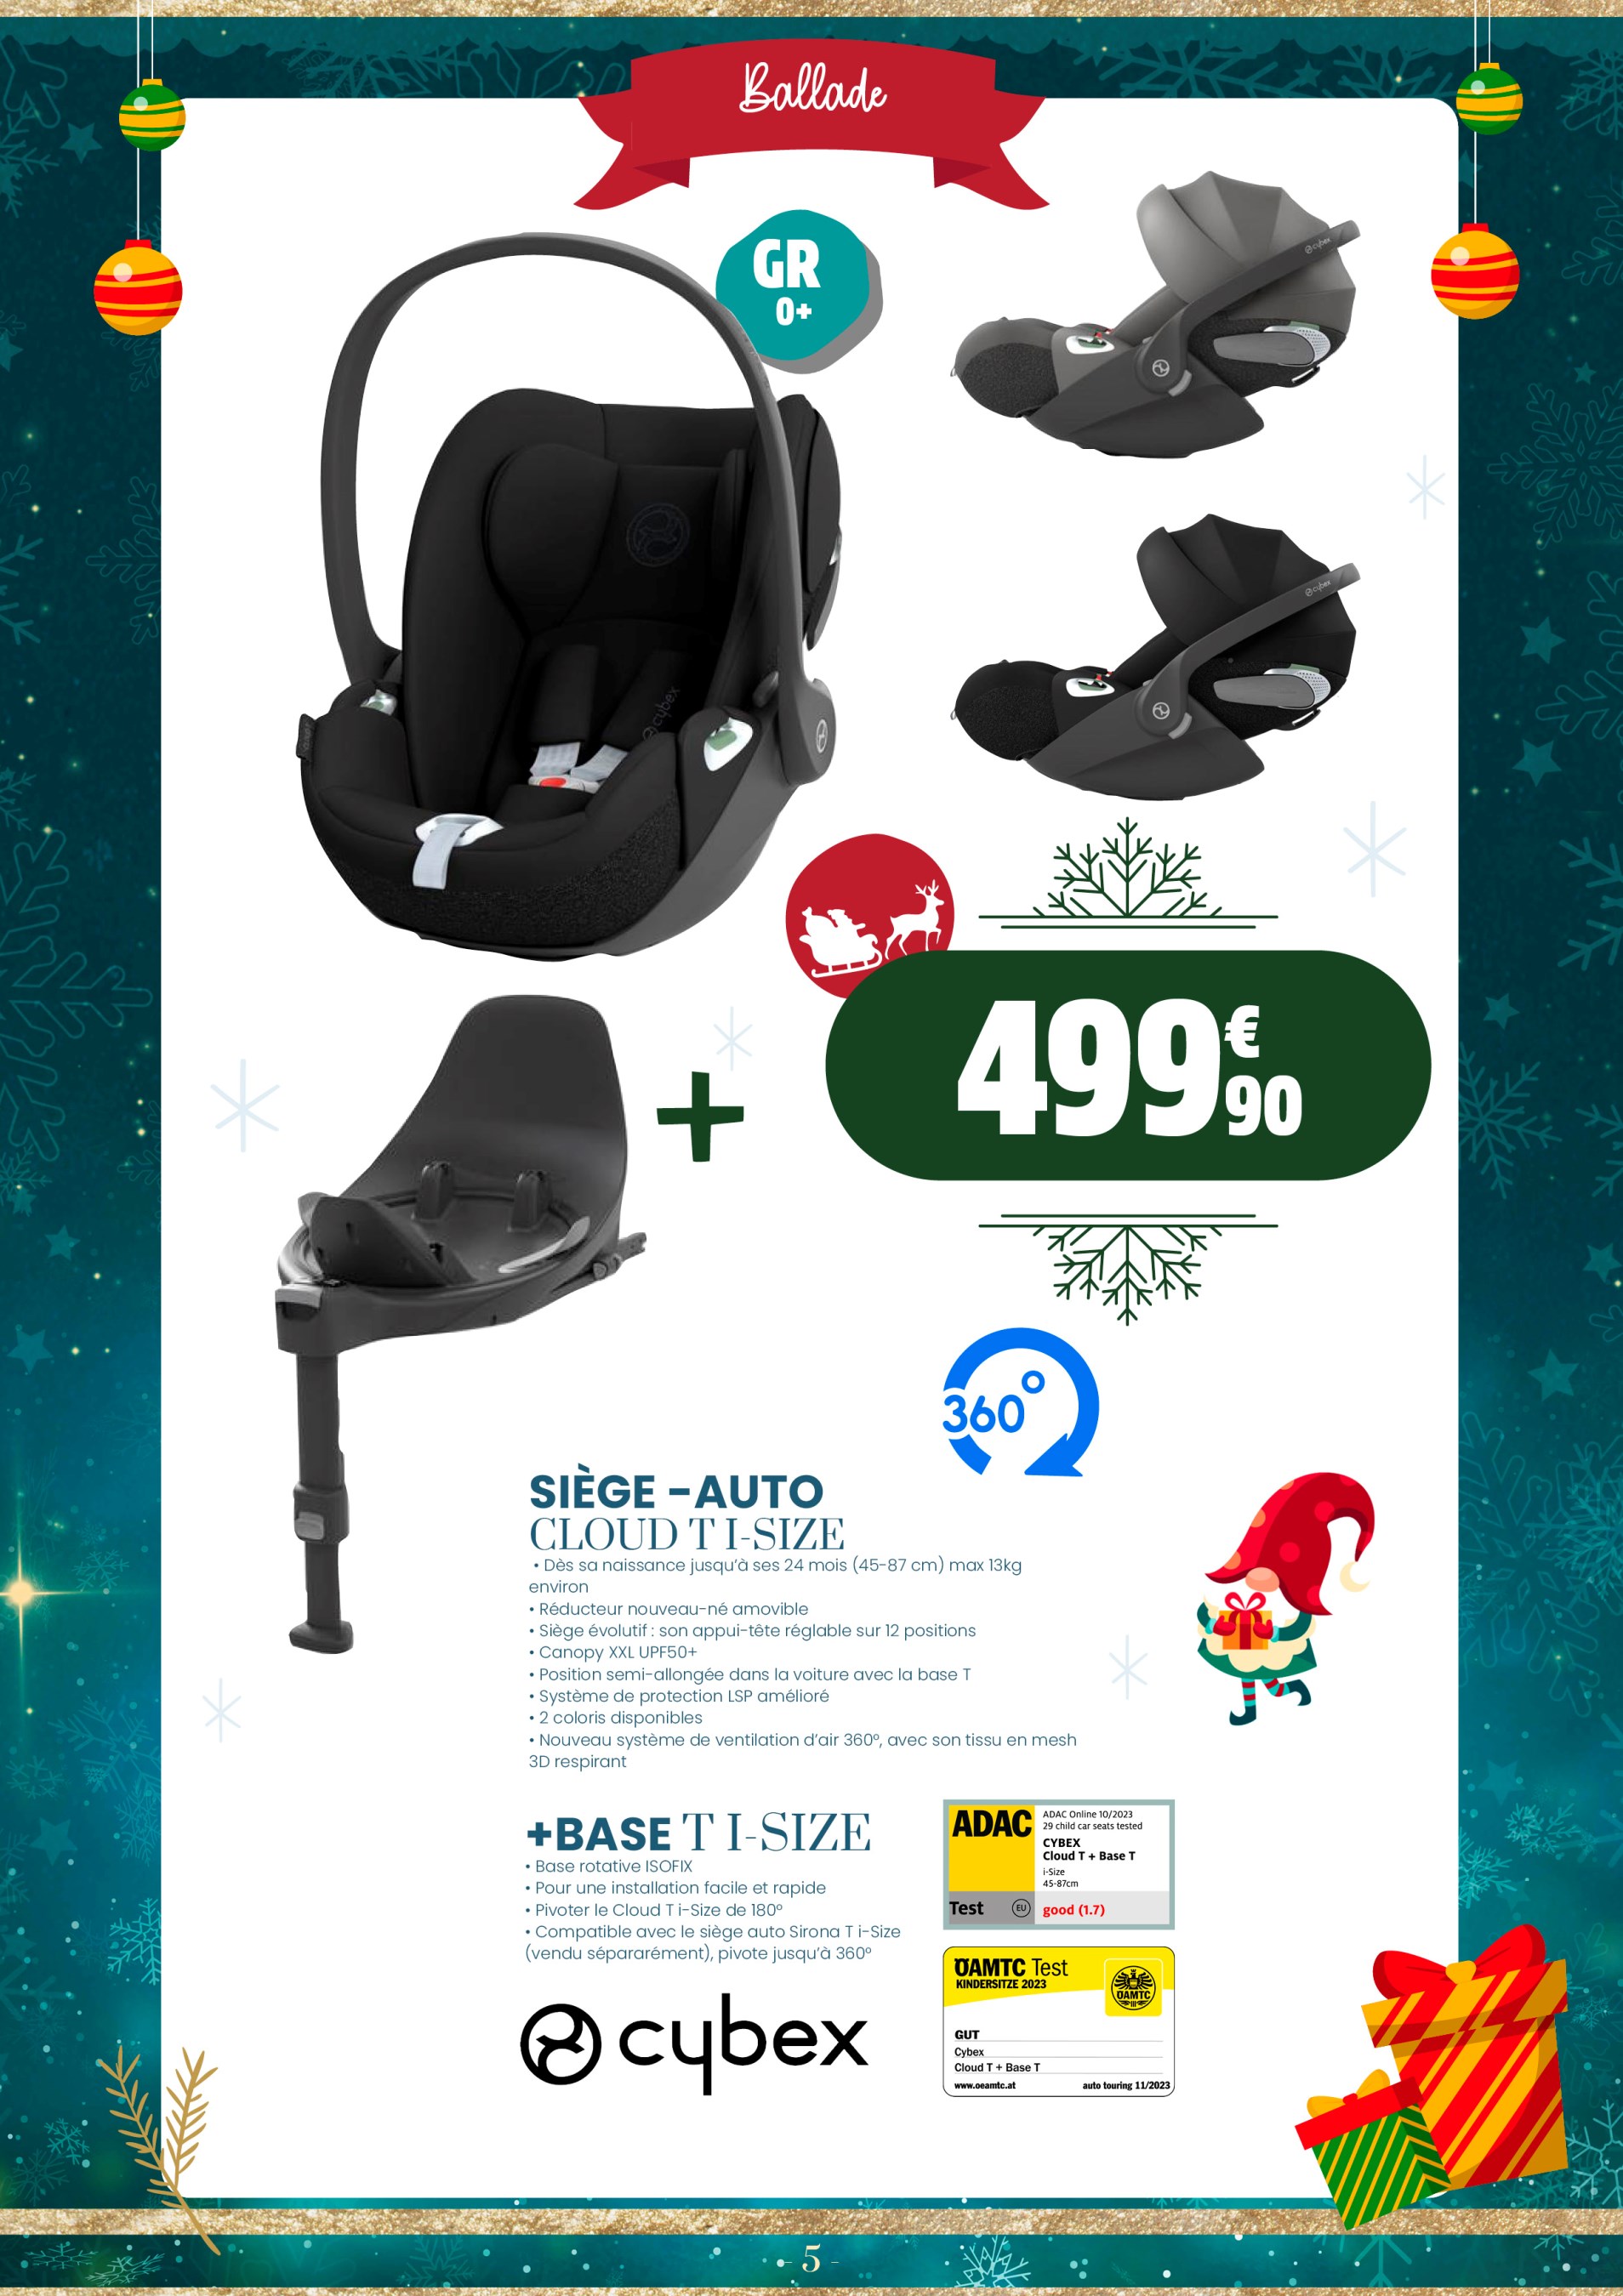 Ballade
GR
0+
cybex
cybex
cybex
499€
90
360°
SIÈGE -AUTO
CLOUD T I-SIZE
• Dès sa naissance jusqu'à ses 24 mois (45-87 cm) max 13kg
environ
• Réducteur nouveau-né amovible
• Siège évolutif : son appui-tête réglable sur 12 positions
• Canopy XXL UPF50+
• Position semi-allongée dans la voiture avec la base T
• Système de protection LSP amélioré
• 2 coloris disponibles
• Nouveau système de ventilation d'air 360º, avec son tissu en mesh
3D respirant
+BASE T I-SIZE
• Base rotative ISOFIX
• Pour une installation facile et rapide
• Pivoter le Cloud T i-Size de 180º
• Compatible avec le siège auto Sirona T i-Size
(vendu sépararément), pivote jusqu'à 360º
ADAC
ADAC Online 10/2023
29 child car seats tested
CYBEX
Cloud T + Base T
i-Size
45-87cm
Test
EU
good (1.7)
ÖAMTC Test
KINDERSITZE 2023
ÖAMTC
GUT
Cybex
Cloud T + Base T
www.oeamtc.at
auto touring 11/2023
cybex
- 5 -